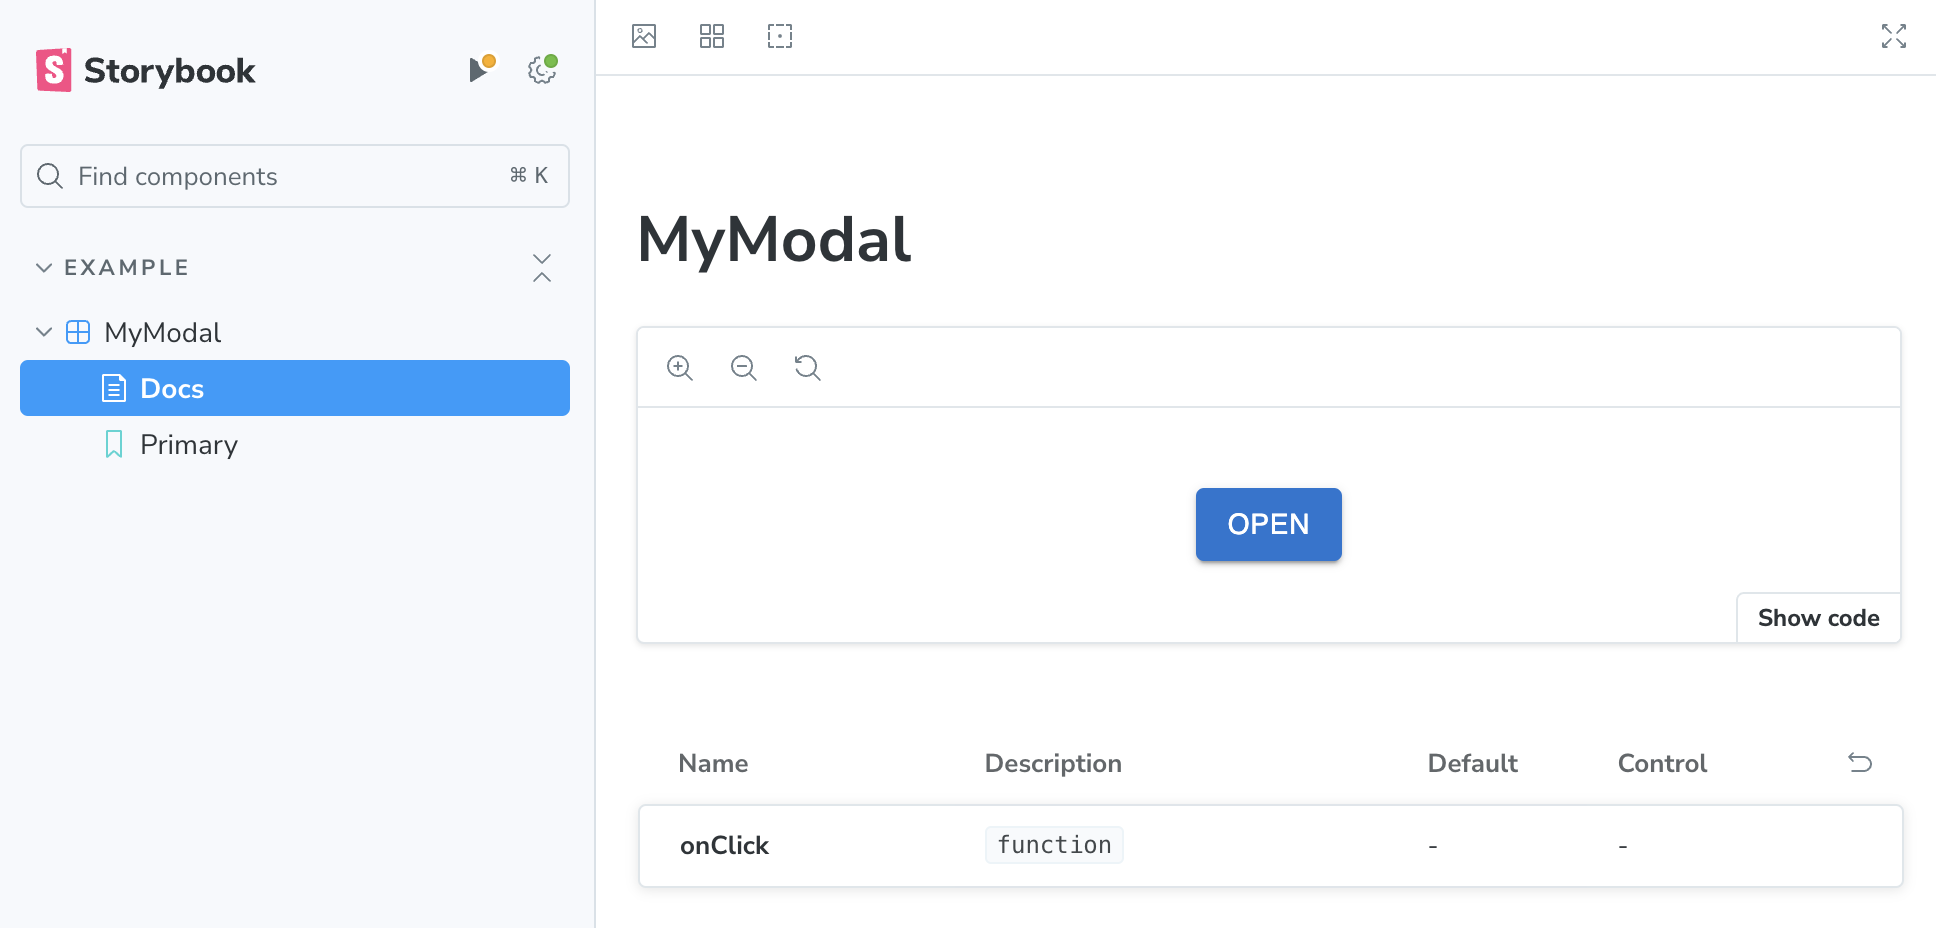 Storybook
Find components
⌘ K
EXAMPLE
MyModal
Docs
Primary
MyModal
OPEN
Show code
Name Description Default Control
onClick function - -